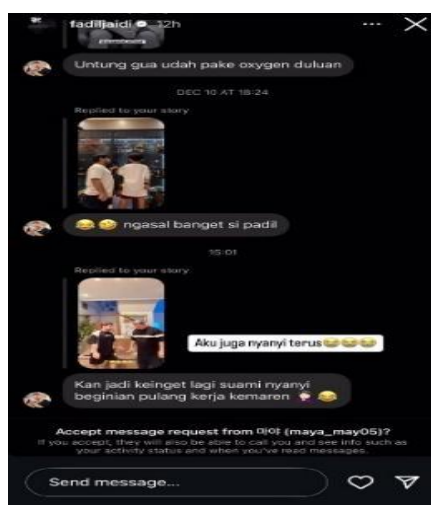 fadiljaidi 12h
Untung gua udah pake oxygen duluan
DEC 10 AT 18:24
Replied to your story
😂🤣 ngasal banget si padil
15:01
Replied to your story
Aku juga nyanyi terus😂😂😂
Kan jadi keinget lagi suami nyanyi
beginian pulang kerja kemaren 🤦🏻‍♀️ 😂
Accept message request from 마야 (maya_may05)?
If you accept, they will also be able to call you and see info such as
your activity status and when you've read messages.
Send message...